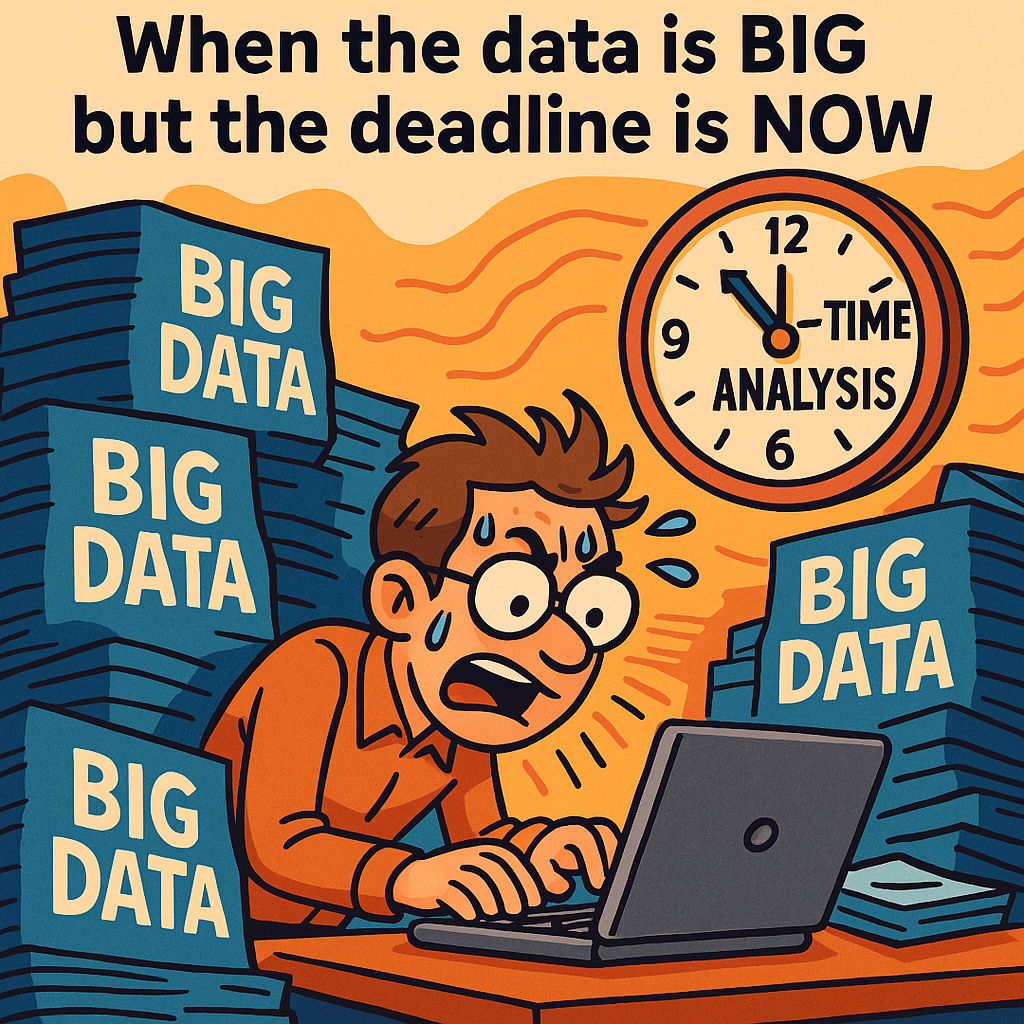 When the data is BIG
but the deadline is NOW
BIG
DATA
BIG
DATA
BIG
DATA
12
9
-TIME
ANALYSIS
6
BIG
DATA